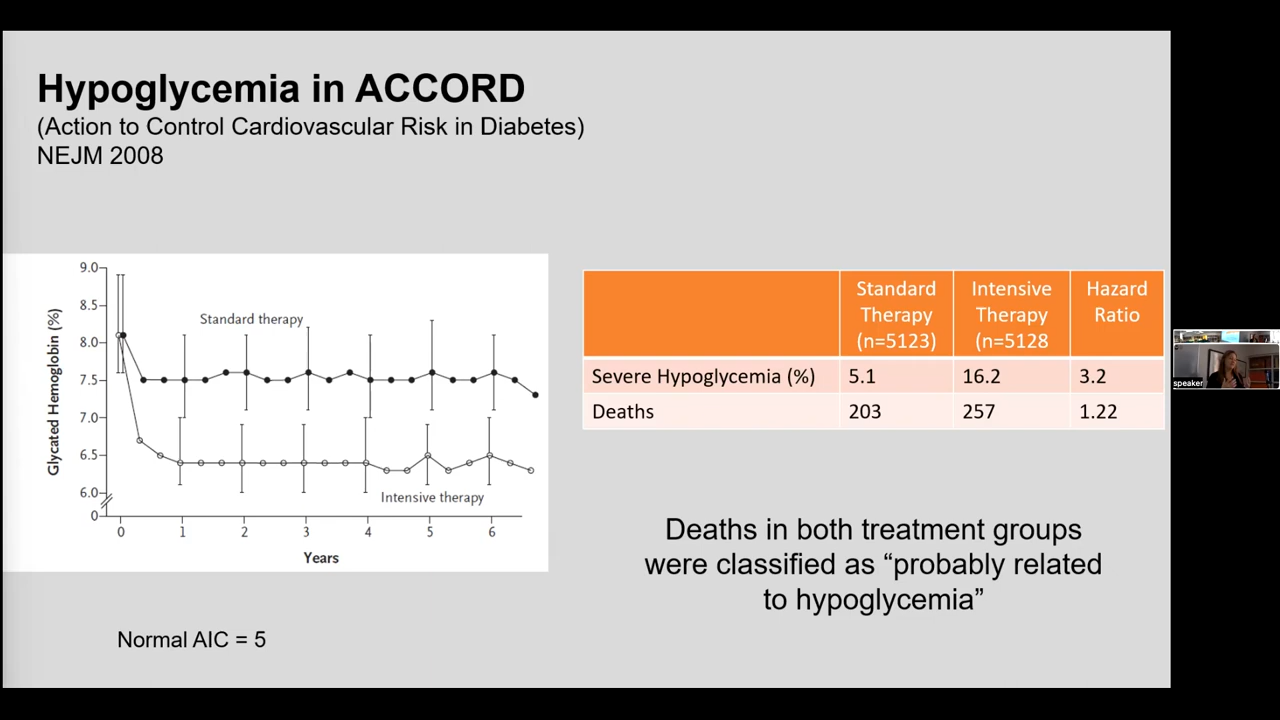 Hypoglycemia in ACCORD
(Action to Control Cardiovascular Risk in Diabetes)
NEJM 2008
Glycated Hemoglobin (%)
9.0
8.5
8.0
7.5
7.0
6.5
6.0
0
Standard therapy
Intensive therapy
0 1 2 3 4 5 6
Years
Normal AIC = 5
Standard Therapy (n=5123)
Intensive Therapy (n=5128
Hazard Ratio
Severe Hypoglycemia (%) 5.1 16.2 3.2
Deaths 203 257 1.22
Deaths in both treatment groups
were classified as “probably related
to hypoglycemia”
speaker